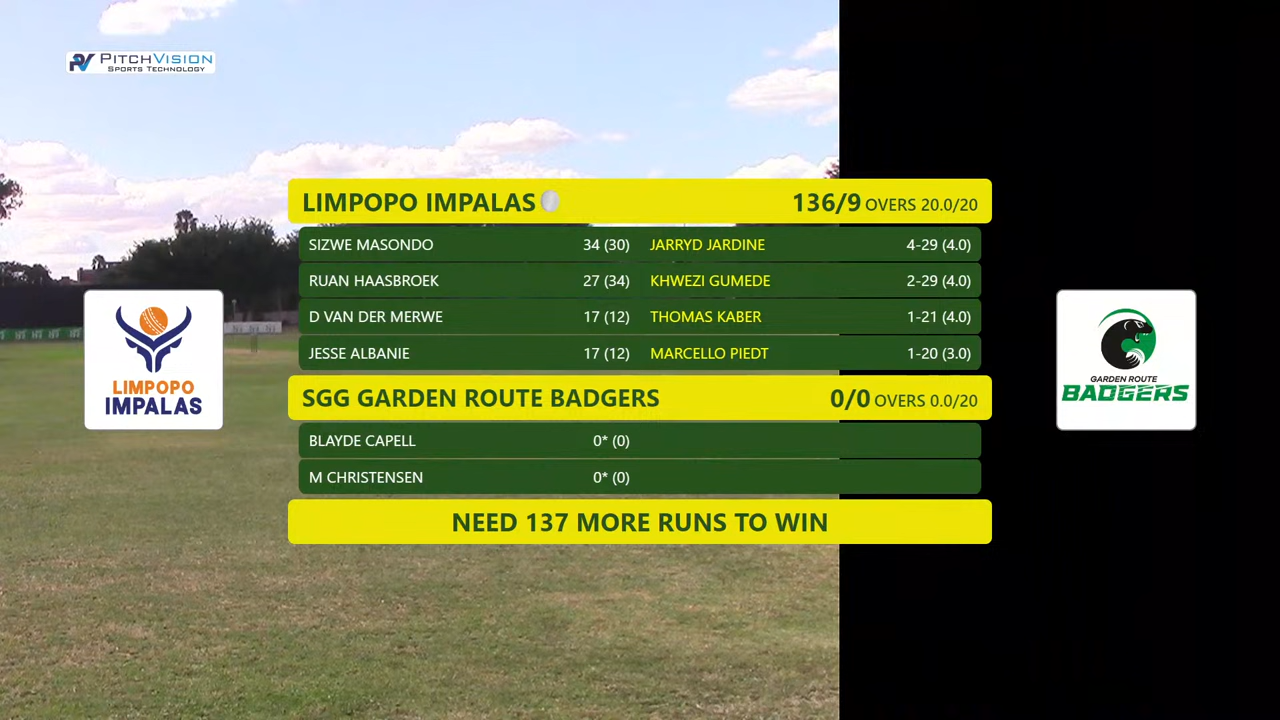 PITCHVISION
SPORTS TECHNOLOGY
LIMPOPO IMPALAS 136/9 OVERS 20.0/20
SIZWE MASONDO 34 (30) JARRYD JARDINE 4-29 (4.0)
RUAN HAASBROEK 27 (34) KHWEZI GUMEDE 2-29 (4.0)
D VAN DER MERWE 17 (12) THOMAS KABER 1-21 (4.0)
JESSE ALBANIE 17 (12) MARCELLO PIEDT 1-20 (3.0)
LIMPOPO
IMPALAS
GARDEN ROUTE
BADGERS
SGG GARDEN ROUTE BADGERS 0/0 OVERS 0.0/20
BLAYDE CAPELL 0* (0)
M CHRISTENSEN 0* (0)
NEED 137 MORE RUNS TO WIN